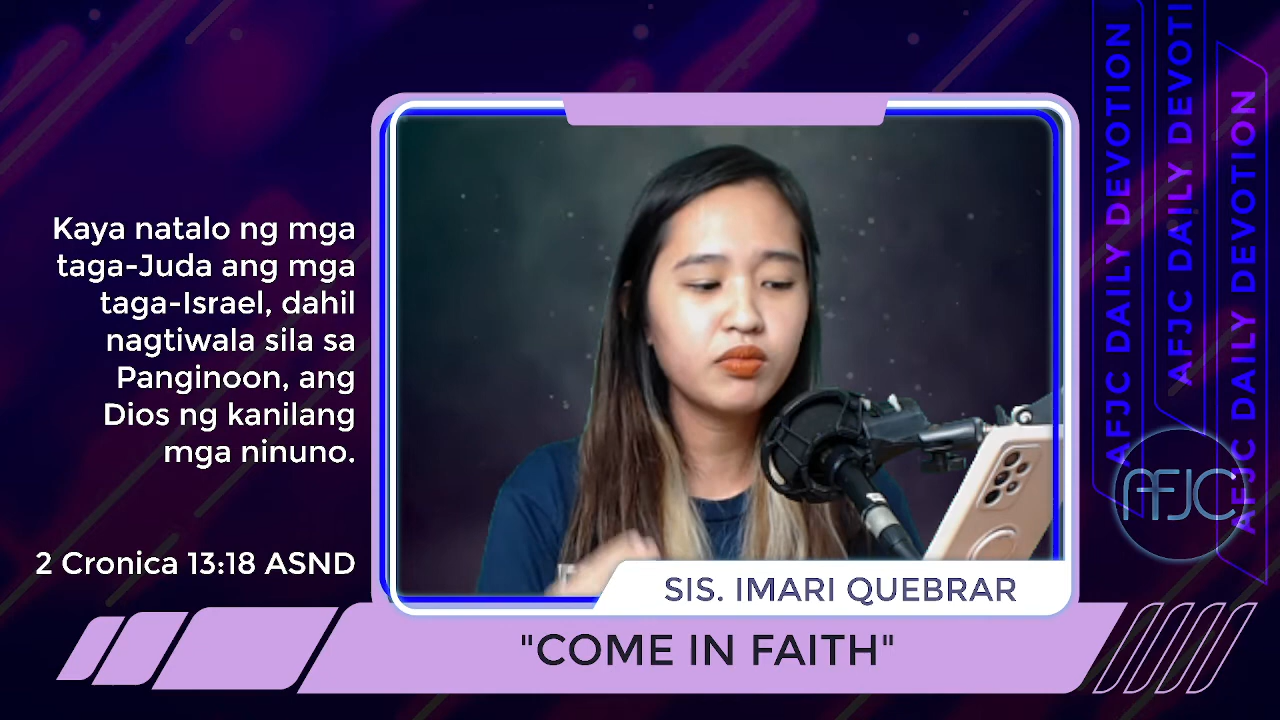 Kaya natalo ng mga
taga-Juda ang mga
taga-Israel, dahil
nagtiwala sila sa
Panginoon, ang
Dios ng kanilang
mga ninuno.
2 Cronica 13:18 ASND
SIS. IMARI QUEBRAR
"COME IN FAITH"
AFJC DAILY DEVOTION
AFJC DAILY DEVOTI
AFJC DAILY DEVOTION
AFJC